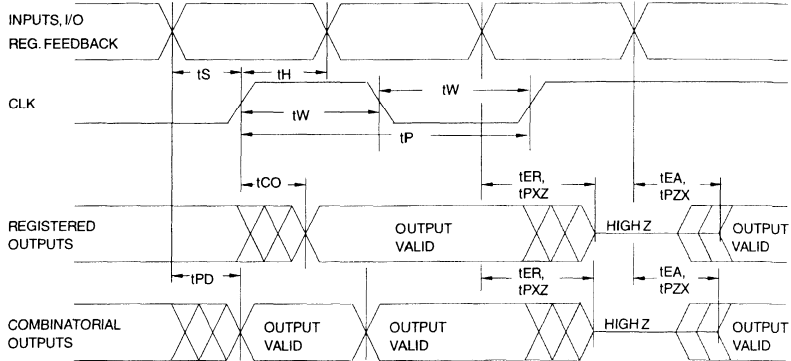 INPUTS, I/O
REG. FEEDBACK
tS
tH
CLK
tW
tW
tP
tCO
tER,
tPXZ
tEA,
tPZX
REGISTERED
OUTPUTS
OUTPUT
VALID
HIGH Z
OUTPUT
VALID
tPD
tER,
tPXZ
tEA,
tPZX
COMBINATORIAL
OUTPUTS
OUTPUT
VALID
OUTPUT
VALID
HIGH Z
OUTPUT
VALID